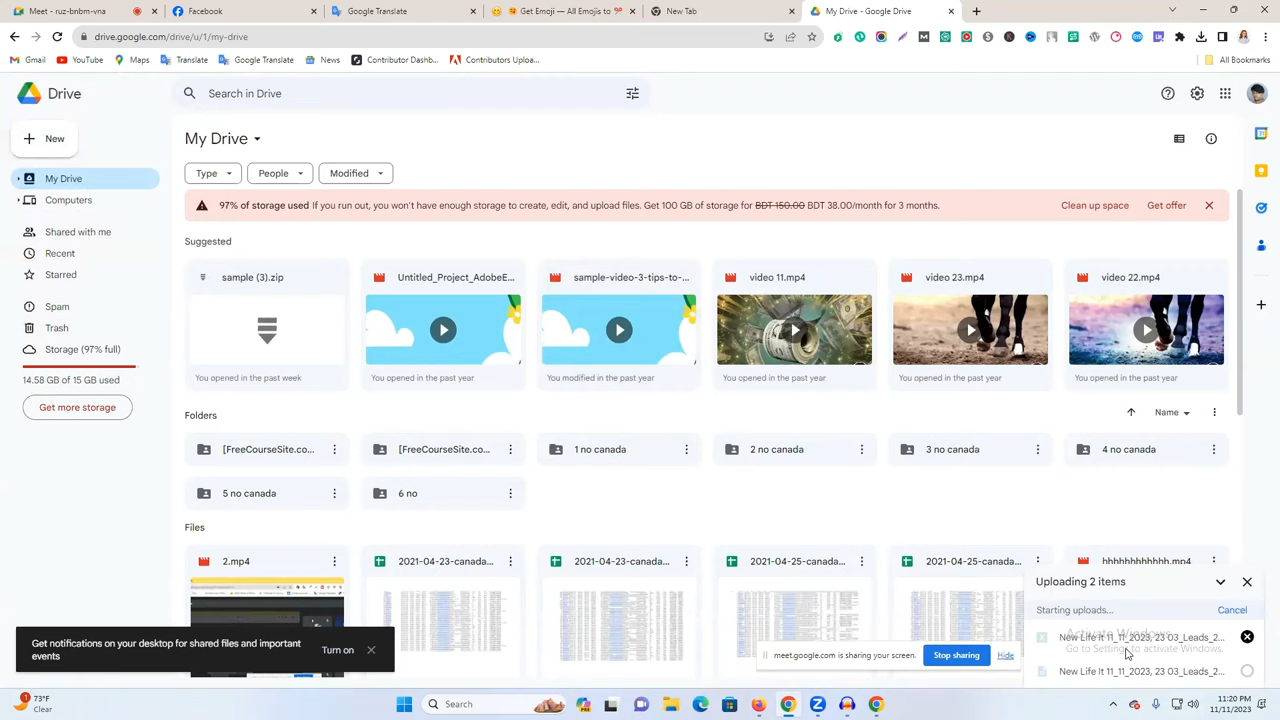 Meet - ruz-bnbm-vna
Facebook
Google Translate
Get Emoji — All Emojis to
New Tab
My Drive - Google Drive
drive.google.com/drive/u/1/my-drive
Gmail
YouTube
Maps
Translate
Google Translate
News
Contributor Dashb...
Contributors Uploa...
All Bookmarks
Drive
Search in Drive
New
My Drive
Computers
Shared with me
Recent
Starred
Spam
Trash
Storage (97% full)
14.58 GB of 15 GB used
Get more storage
My Drive
Type
People
Modified
97% of storage used If you run out, you won't have enough storage to create, edit, and upload files. Get 100 GB of storage for BDT 150.00 BDT 38.00/month for 3 months.
Clean up space
Get offer
Suggested
sample (3).zip
Untitled_Project_AdobeE...
sample-video-3-tips-to-...
video 11.mp4
video 23.mp4
video 22.mp4
You opened in the past week
You opened in the past year
You modified in the past year
You opened in the past year
You opened in the past year
You opened in the past year
Folders
Name
[FreeCourseSite.co...
[FreeCourseSite.co...
1 no canada
2 no canada
3 no canada
4 no canada
5 no canada
6 no
Files
2.mp4
2021-04-23-canada...
2021-04-23-canada...
2021-04-25-canada...
2021-04-25-canada...
hhhhhhhhhhhh.mp4
Uploading 2 items
Starting uploads...
Cancel
New Life It 11_11_2023, 23 03_Leads_2...
Activate Windows
Go to Settings to activate Windows.
New Life It 11_11_2023, 23 03_Leads_2...
Get notifications on your desktop for shared files and important
events
Turn on
meet.google.com is sharing your screen.
Stop sharing
Hide
73°F
Clear
Search
11:20 PM
11/11/2023